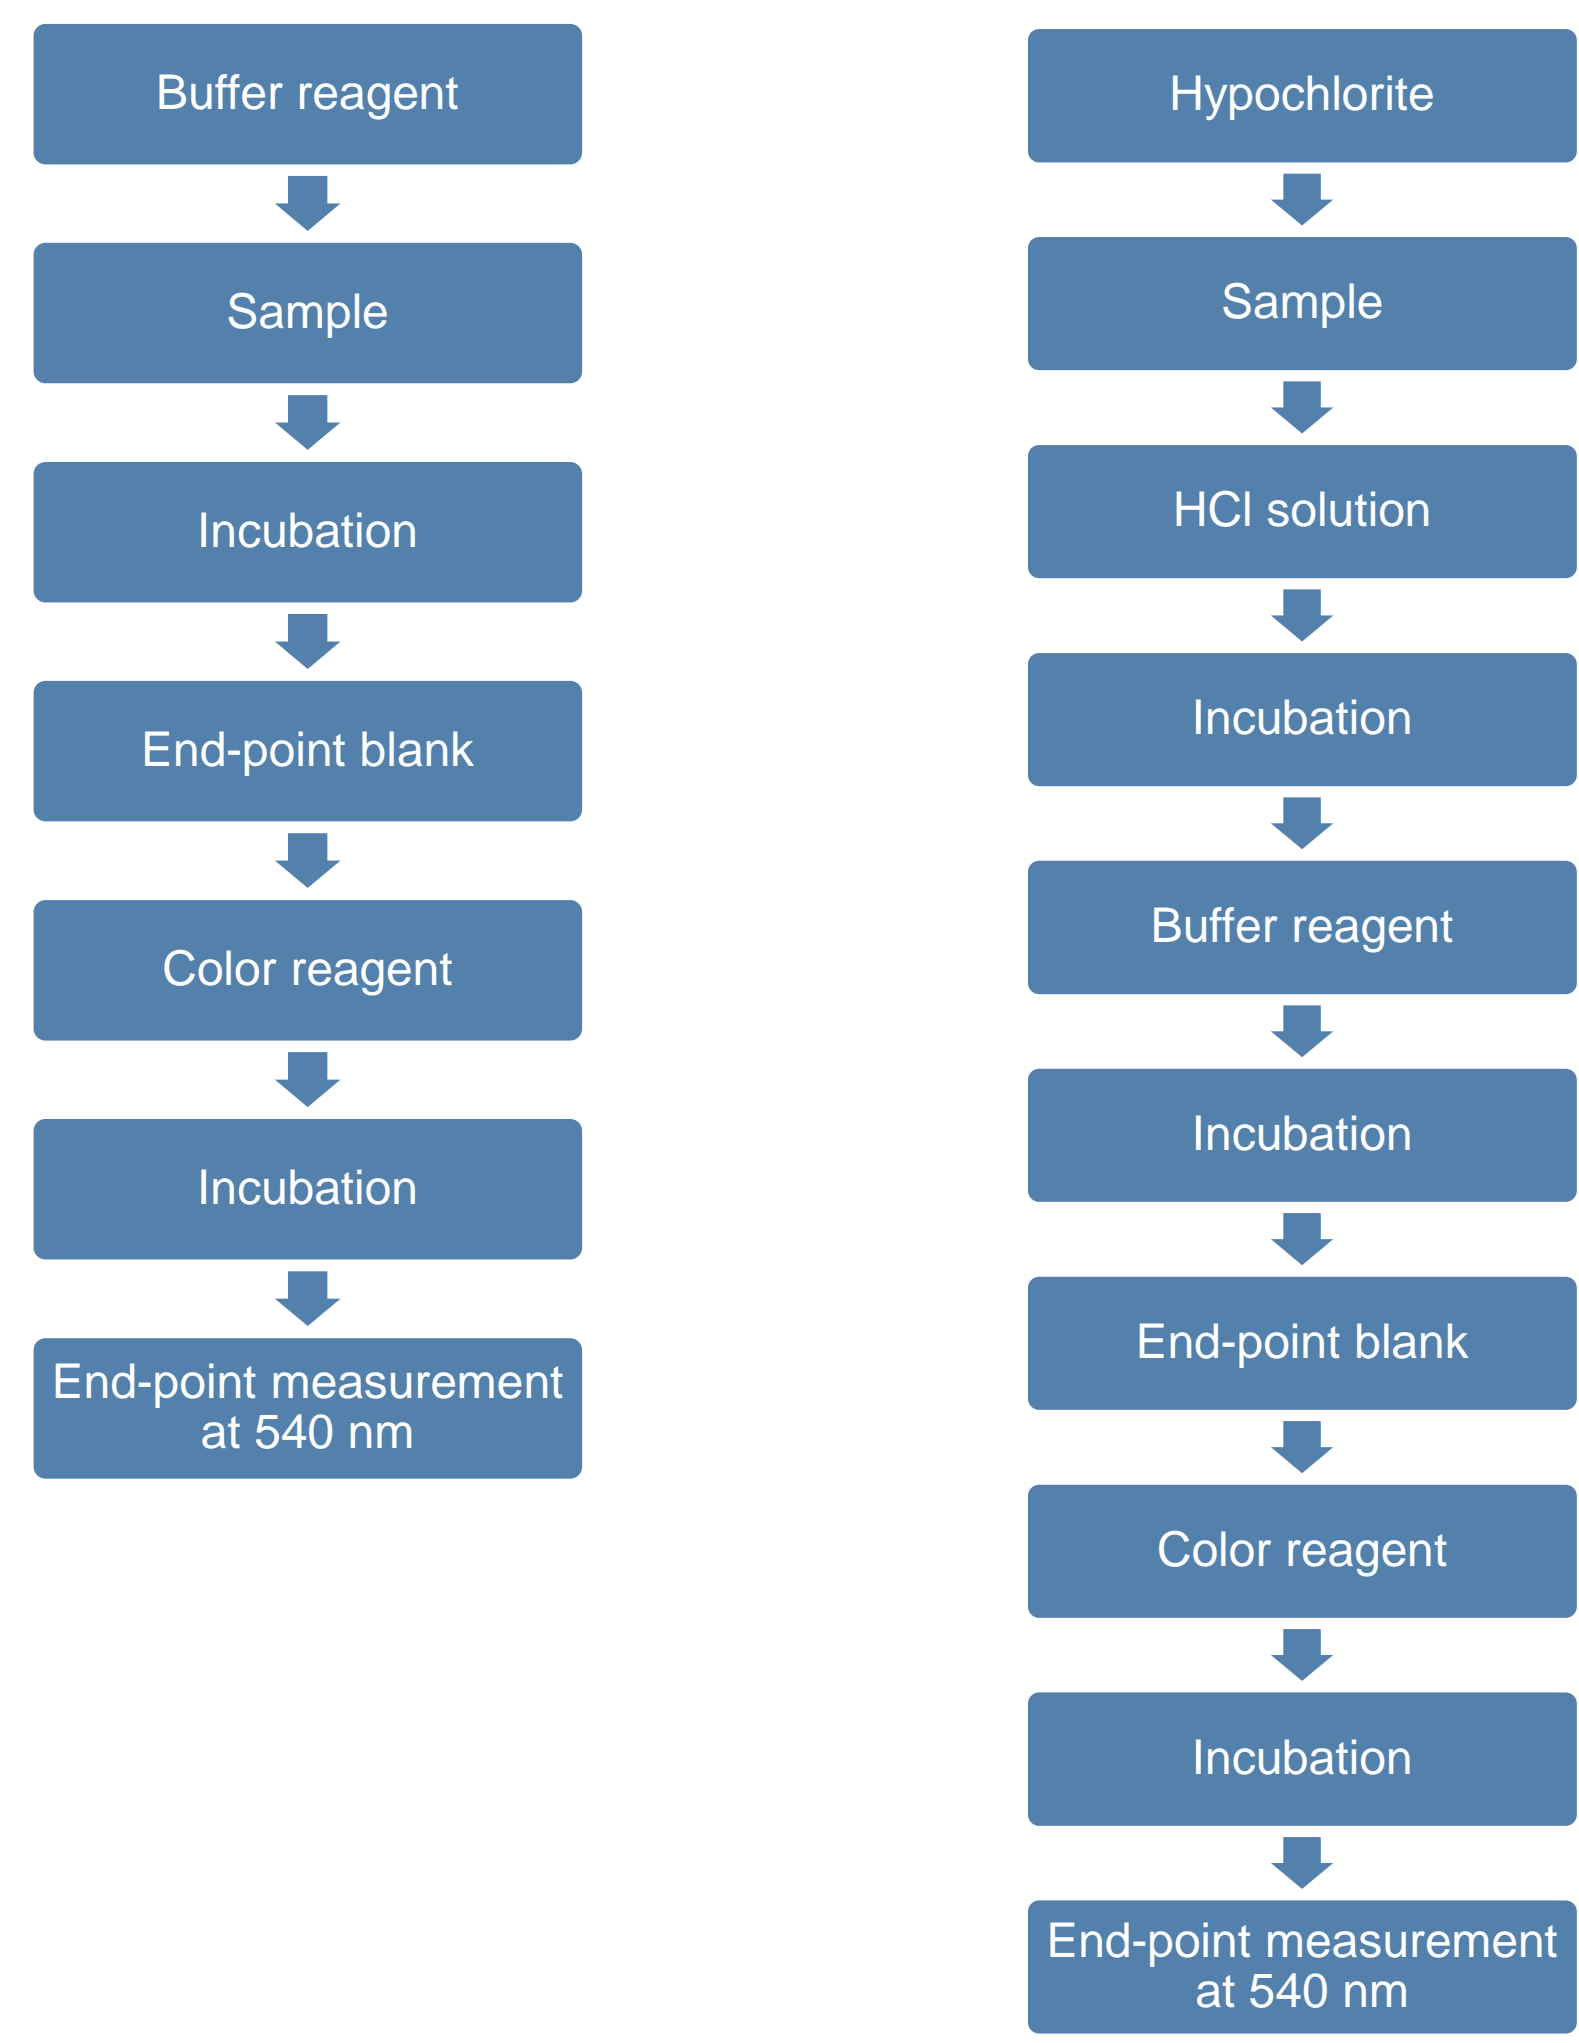 Buffer reagent
Sample
Incubation
End-point blank
Color reagent
Incubation
End-point measurement
at 540 nm
Hypochlorite
Sample
HCl solution
Incubation
Buffer reagent
Incubation
End-point blank
Color reagent
Incubation
End-point measurement
at 540 nm